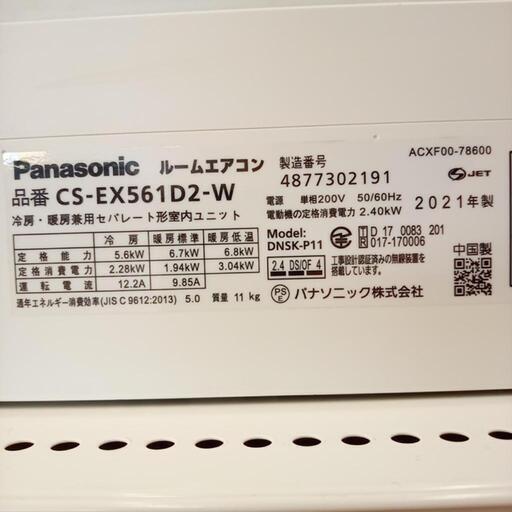 ACXF00-78600
Panasonic ルームエアコン
製造番号
4877302191
JET
品番 CS-EX561D2-W
電源 単相200V 50/60Hz
2021年製
電動機の定格消費電力 2.40kW
冷房・暖房兼用セパレート形室内ユニット
冷房 暖房標準 暖房低温
定格能力 5.6kW 6.7kW 6.8kW
定格消費電力 2.28kW 1.94kW 3.04kW
運転電流 12.2A 9.85A
通年エネルギー消費効率(JIS C 9612:2013) 5.0 質量 11kg
Model:
DNSK-P11
T D 17 0083 201
R 017-170006
2.4 DS/OF 4
工事設計認証済みの無線装置を
搭載しています。
中国製
PSE パナソニック株式会社